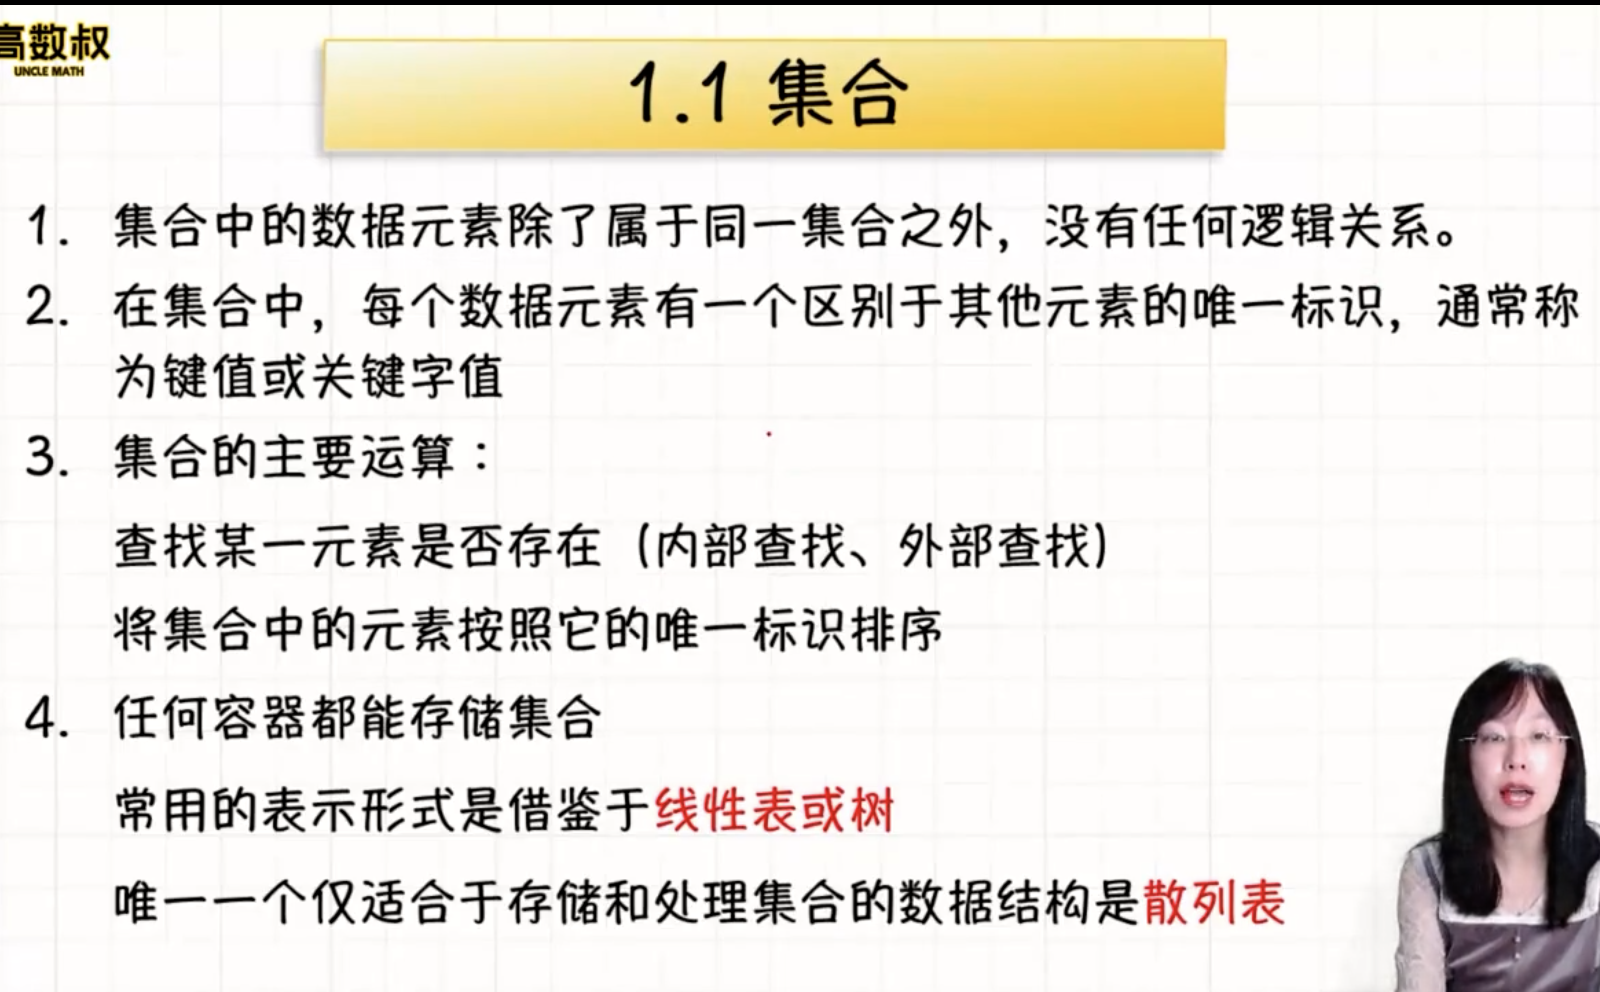 高数叔
UNCLE MATH
1.1 集合
1. 集合中的数据元素除了属于同一集合之外，没有任何逻辑关系。
2. 在集合中，每个数据元素有一个区别于其他元素的唯一标识，通常称
为键值或关键字值
3. 集合的主要运算：
查找某一元素是否存在（内部查找、外部查找）
将集合中的元素按照它的唯一标识排序
4. 任何容器都能存储集合
常用的表示形式是借鉴于线性表或树
唯一一个仅适合于存储和处理集合的数据结构是散列表